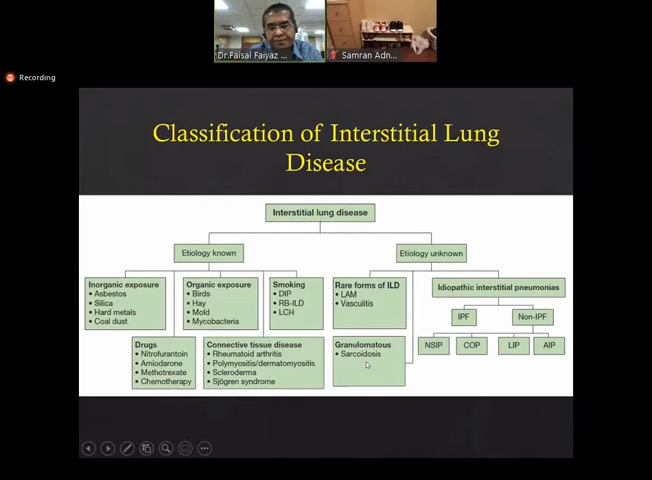 Dr.Faisal Faiyaz ...
Samran Adn...
Recording
Classification of Interstitial Lung
Disease
Interstitial lung disease
Etiology known
Etiology unknown
Inorganic exposure
• Asbestos
• Silica
• Hard metals
• Coal dust
Organic exposure
• Birds
• Hay
• Mold
• Mycobacteria
Smoking
• DIP
• RB-ILD
• LCH
Rare forms of ILD
• LAM
• Vasculitis
Idiopathic interstitial pneumonias
IPF
Non-IPF
NSIP
COP
LIP
AIP
Drugs
• Nitrofurantoin
• Amiodarone
• Methotrexate
• Chemotherapy
Connective tissue disease
• Rheumatoid arthritis
• Polymyositis/dermatomyositis
• Scleroderma
• Sjögren syndrome
Granulomatous
• Sarcoidosis